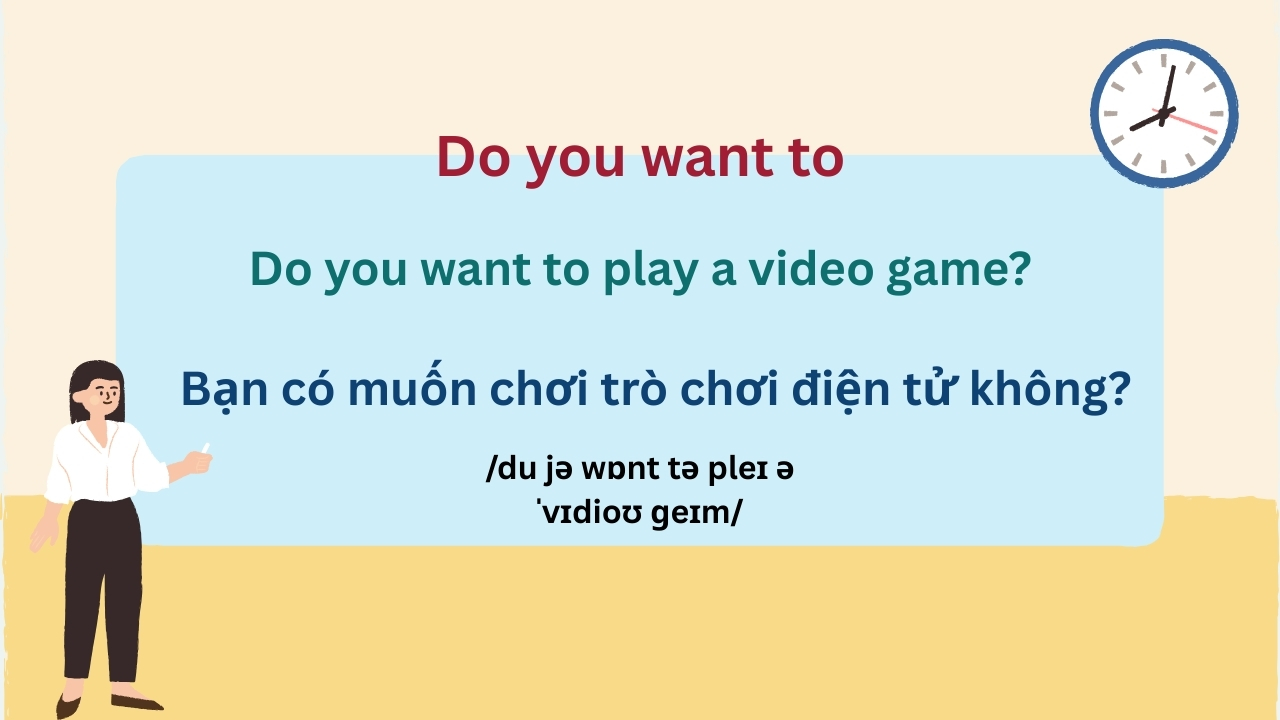 Do you want to
Do you want to play a video game?
Bạn có muốn chơi trò chơi điện tử không?
/du jə wɒnt tə pleɪ ə
ˈvɪdioʊ geɪm/